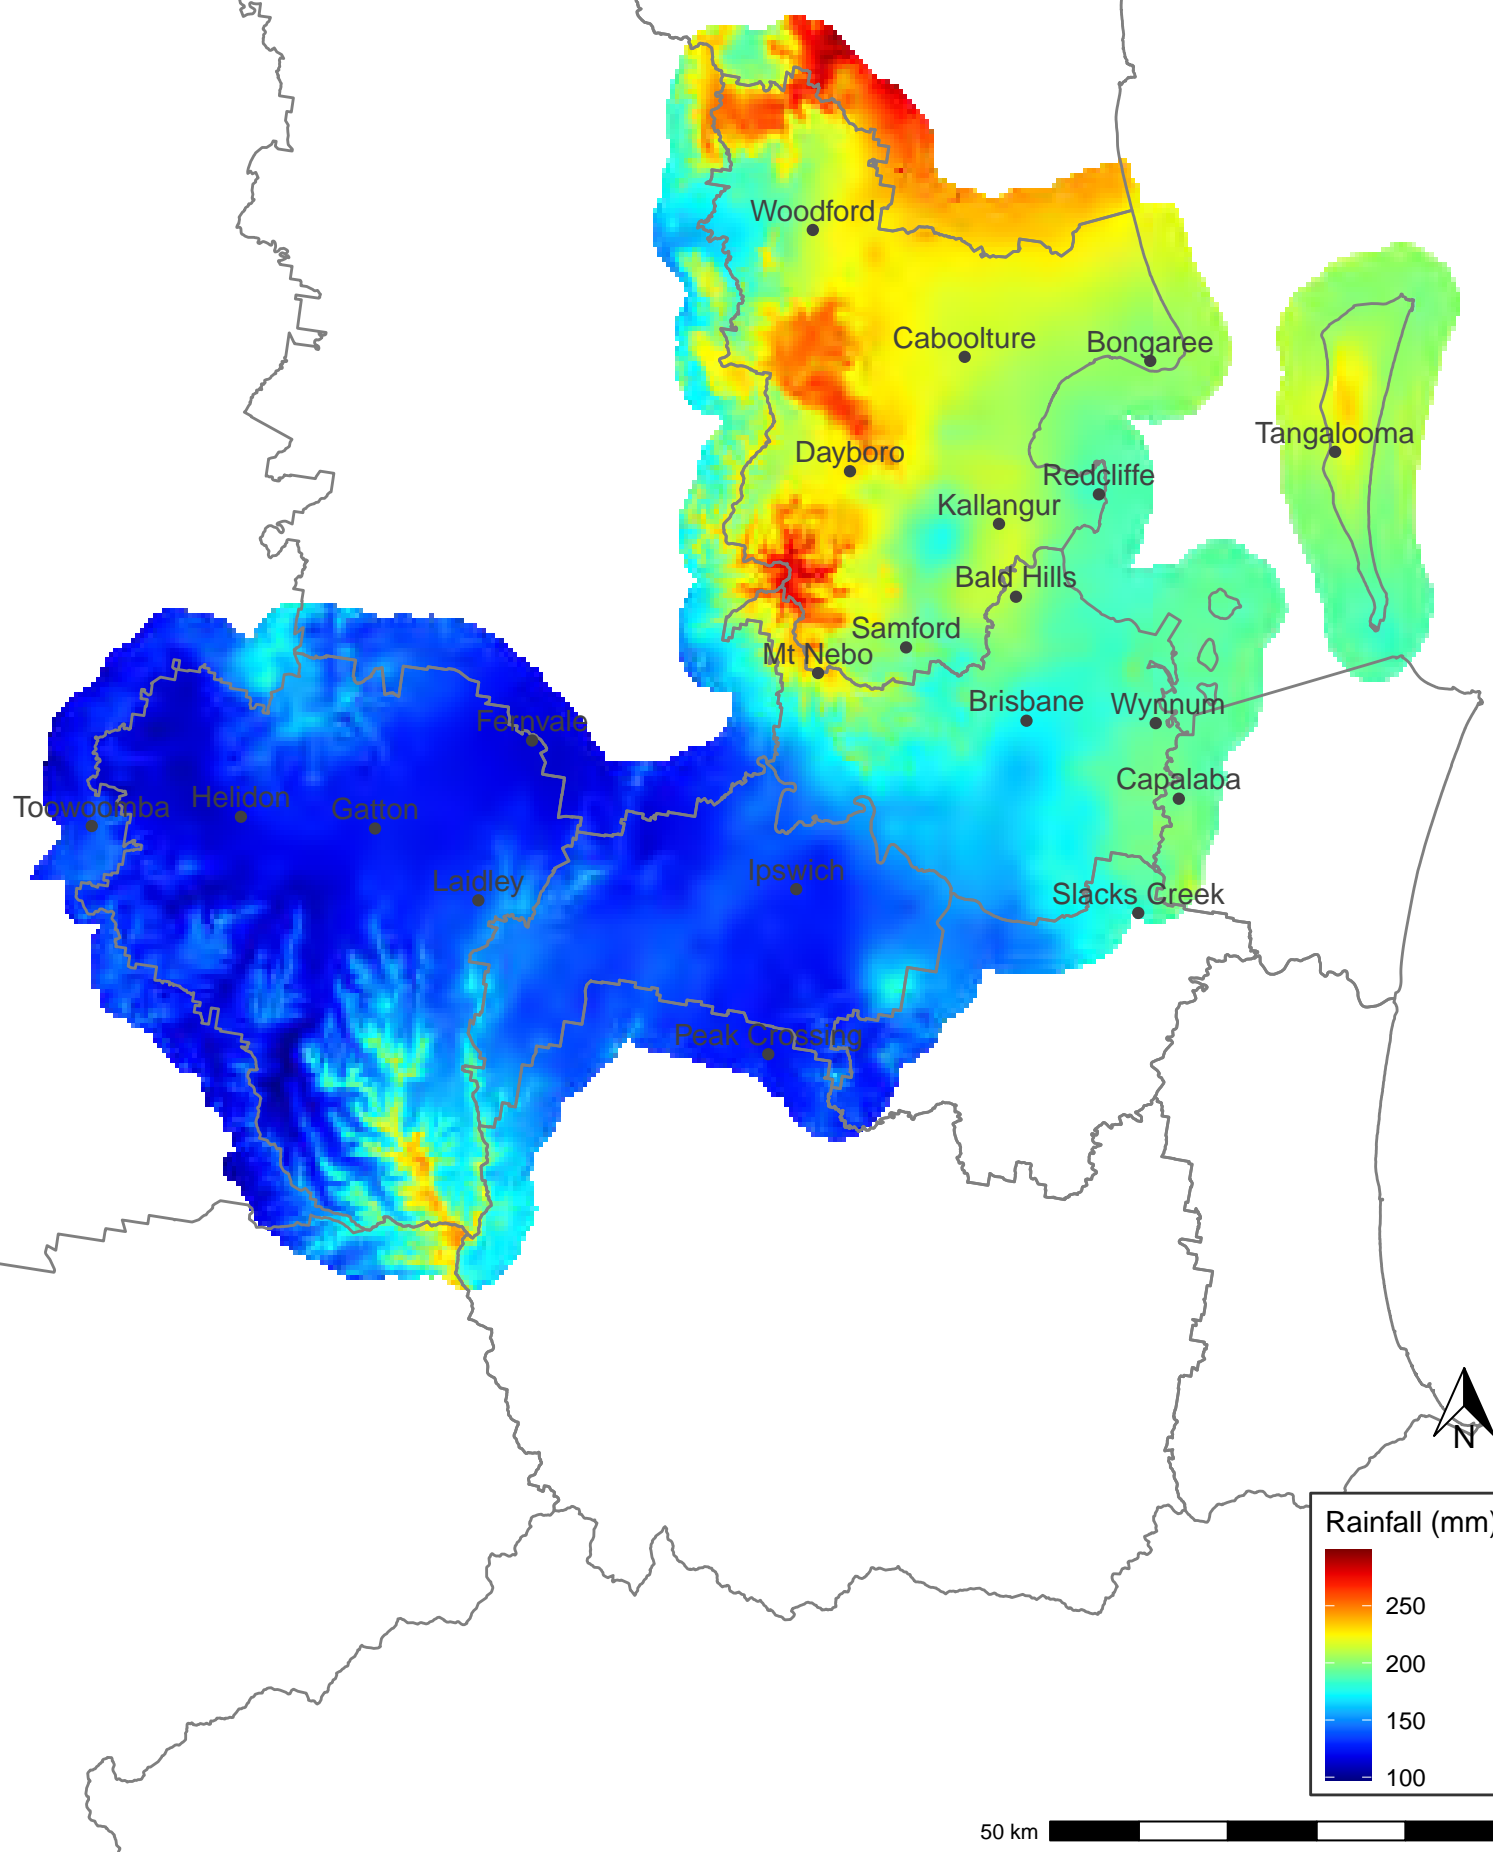 Woodford
Caboolture
Bongaree
Tangalooma
Dayboro
Redcliffe
Kallangur
Bald Hills
Samford
Mt Nebo
Brisbane
Wynnum
Fernvale
Capalaba
Toowoomba
Helidon
Gatton
Ipswich
Laidley
Slacks Creek
Peak Crossing
N
Rainfall (mm)
250
200
150
100
50 km